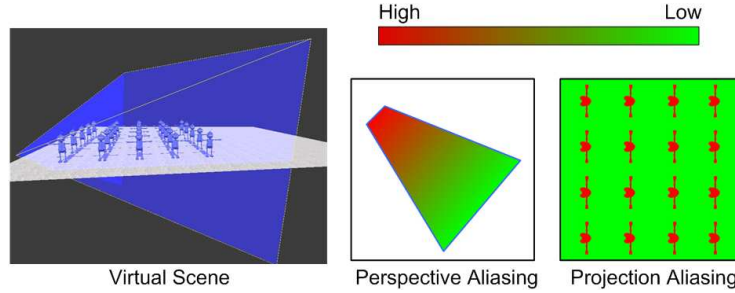 High Low
Virtual Scene
Perspective Aliasing
Projection Aliasing